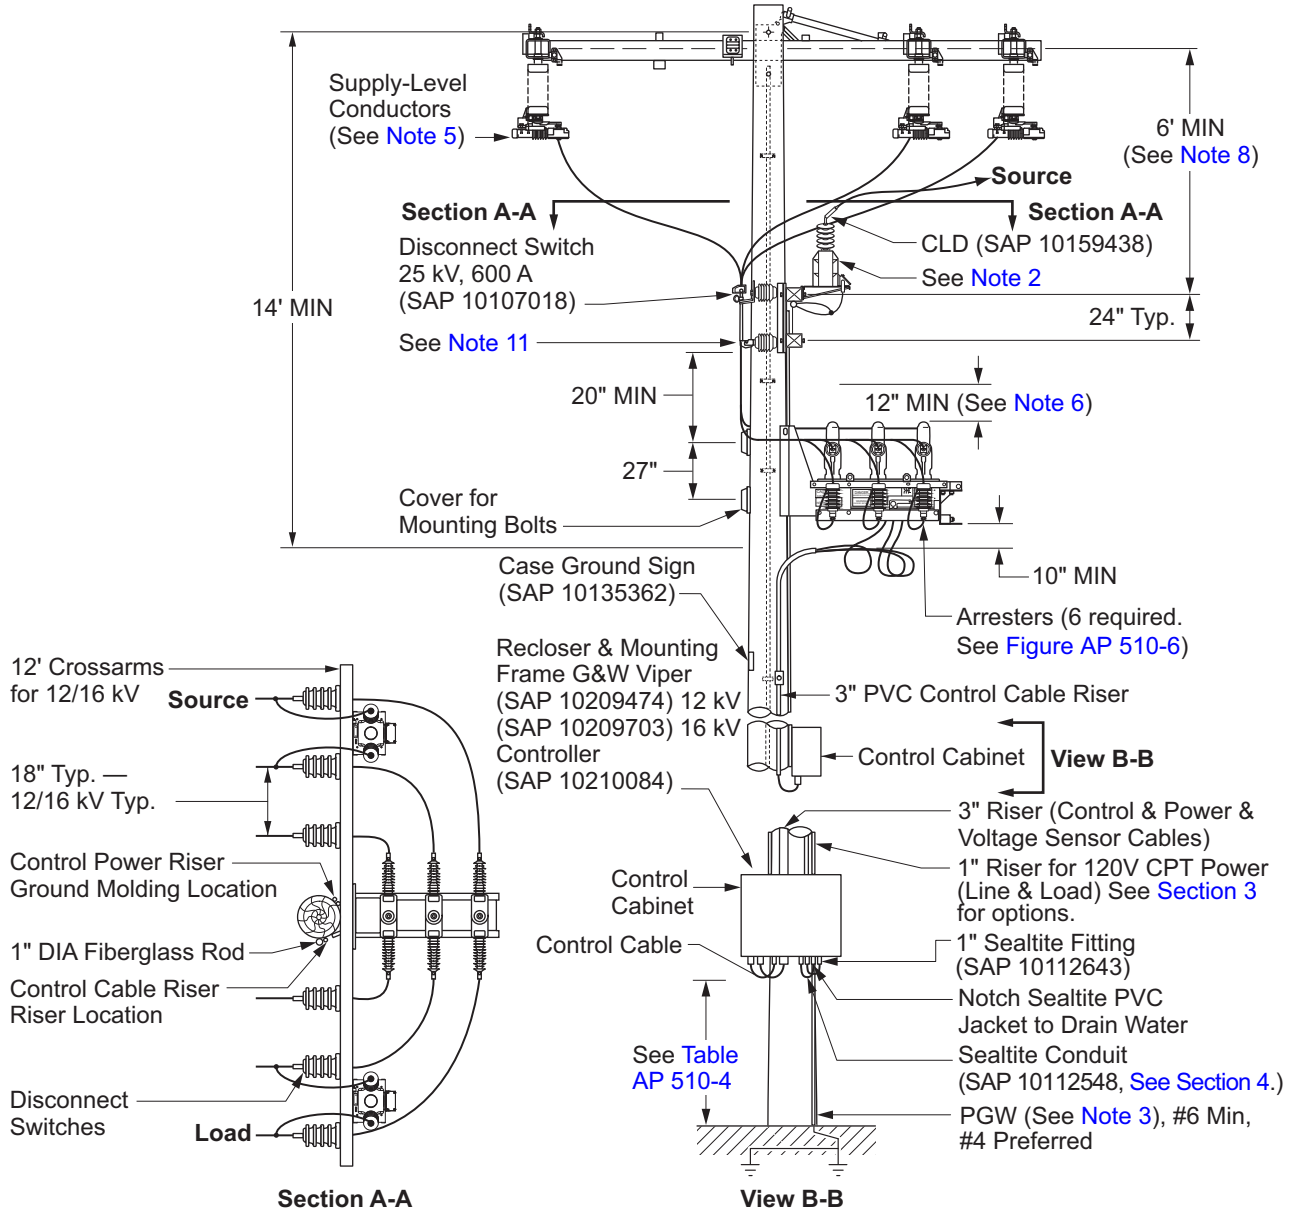 Supply-Level
Conductors
(See Note 5)
6' MIN
(See Note 8)
Source
Section A-A
Section A-A
Disconnect Switch
25 kV, 600 A
(SAP 10107018)
CLD (SAP 10159438)
See Note 2
14' MIN
24" Typ.
See Note 11
20" MIN
12" MIN (See Note 6)
27"
Cover for
Mounting Bolts
Case Ground Sign
(SAP 10135362)
10" MIN
Arresters (6 required.
See Figure AP 510-6)
Recloser & Mounting
Frame G&W Viper
(SAP 10209474) 12 kV
(SAP 10209703) 16 kV
Controller
(SAP 10210084)
3" PVC Control Cable Riser
Control Cabinet
View B-B
12' Crossarms
for 12/16 kV
Source
18" Typ. —
12/16 kV Typ.
Control Power Riser
Ground Molding Location
1" DIA Fiberglass Rod
Control Cable Riser
Riser Location
Disconnect
Switches
Load
Section A-A
3" Riser (Control & Power &
Voltage Sensor Cables)
1" Riser for 120V CPT Power
(Line & Load) See Section 3
for options.
Control
Cabinet
Control Cable
1" Sealtite Fitting
(SAP 10112643)
Notch Sealtite PVC
Jacket to Drain Water
See Table
AP 510-4
Sealtite Conduit
(SAP 10112548, See Section 4.)
PGW (See Note 3), #6 Min,
#4 Preferred
View B-B